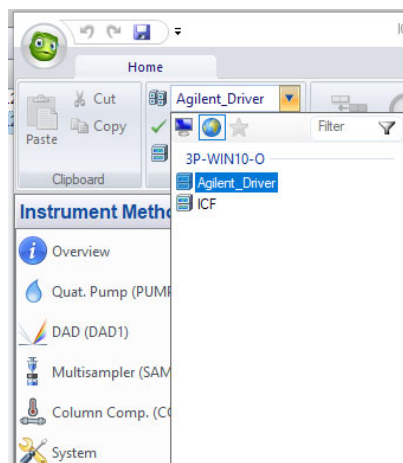 Home
Cut
Copy
Paste
Clipboard
Agilent_Driver
Filter
3P-WIN10-O
Agilent_Driver
ICF
Instrument Metho
Overview
Quat. Pump (PUMP
DAD (DAD1)
Multisampler (SAM
Column Comp. (CO
System